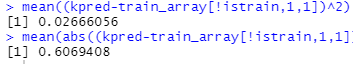 > mean((kpred-train_array[!istrain,1,1])^2)
[1] 0.02666056
> mean(abs((kpred-train_array[!istrain,1,1]
[1] 0.6069408